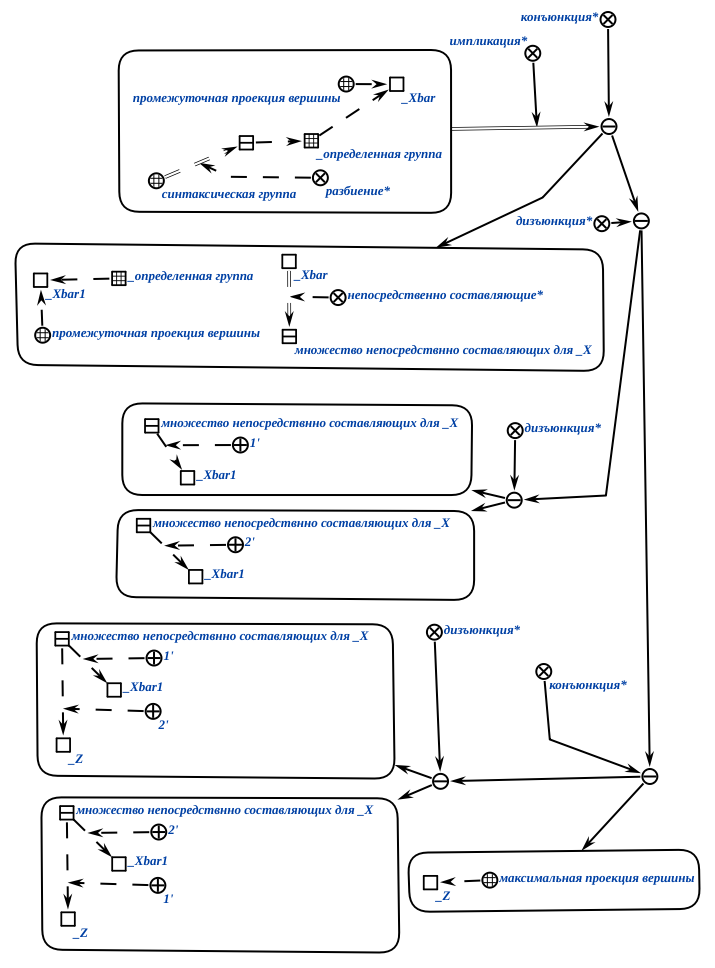 конъюнкция*
импликация*
промежуточная проекция вершины
_Xbar
_определенная группа
синтаксическая группа
разбиение*
дизъюнкция*
_определенная группа
_Xbar
_Xbar1
непосредственно составляющие*
промежуточная проекция вершины
множество непосредствнно составляющих для _X
множество непосредствнно составляющих для _X
дизъюнкция*
1'
_Xbar1
множество непосредствнно составляющих для _X
2'
_Xbar1
множество непосредствнно составляющих для _X
дизъюнкция*
1'
_Xbar1
конъюнкция*
2'
_Z
множество непосредствнно составляющих для _X
2'
_Xbar1
1'
_Z
максимальная проекция вершины
_Z